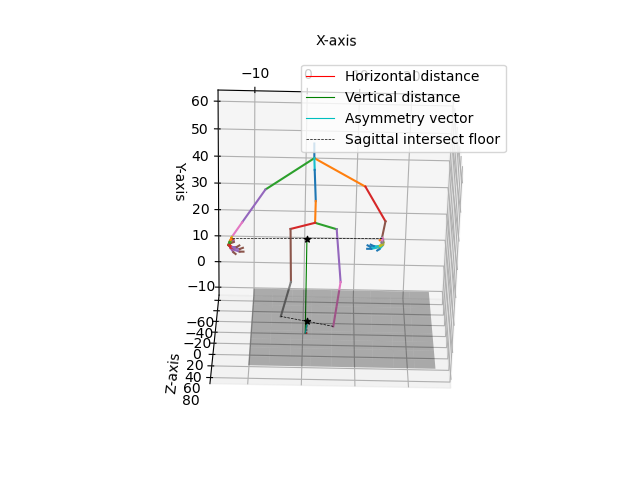 X-axis
−10
0
Horizontal distance
Vertical distance
Asymmetry vector
Sagittal intersect floor
Y-axis
60
50
40
30
20
10
0
−10
Z-axis
−60
−40
−20
0
20
40
60
80